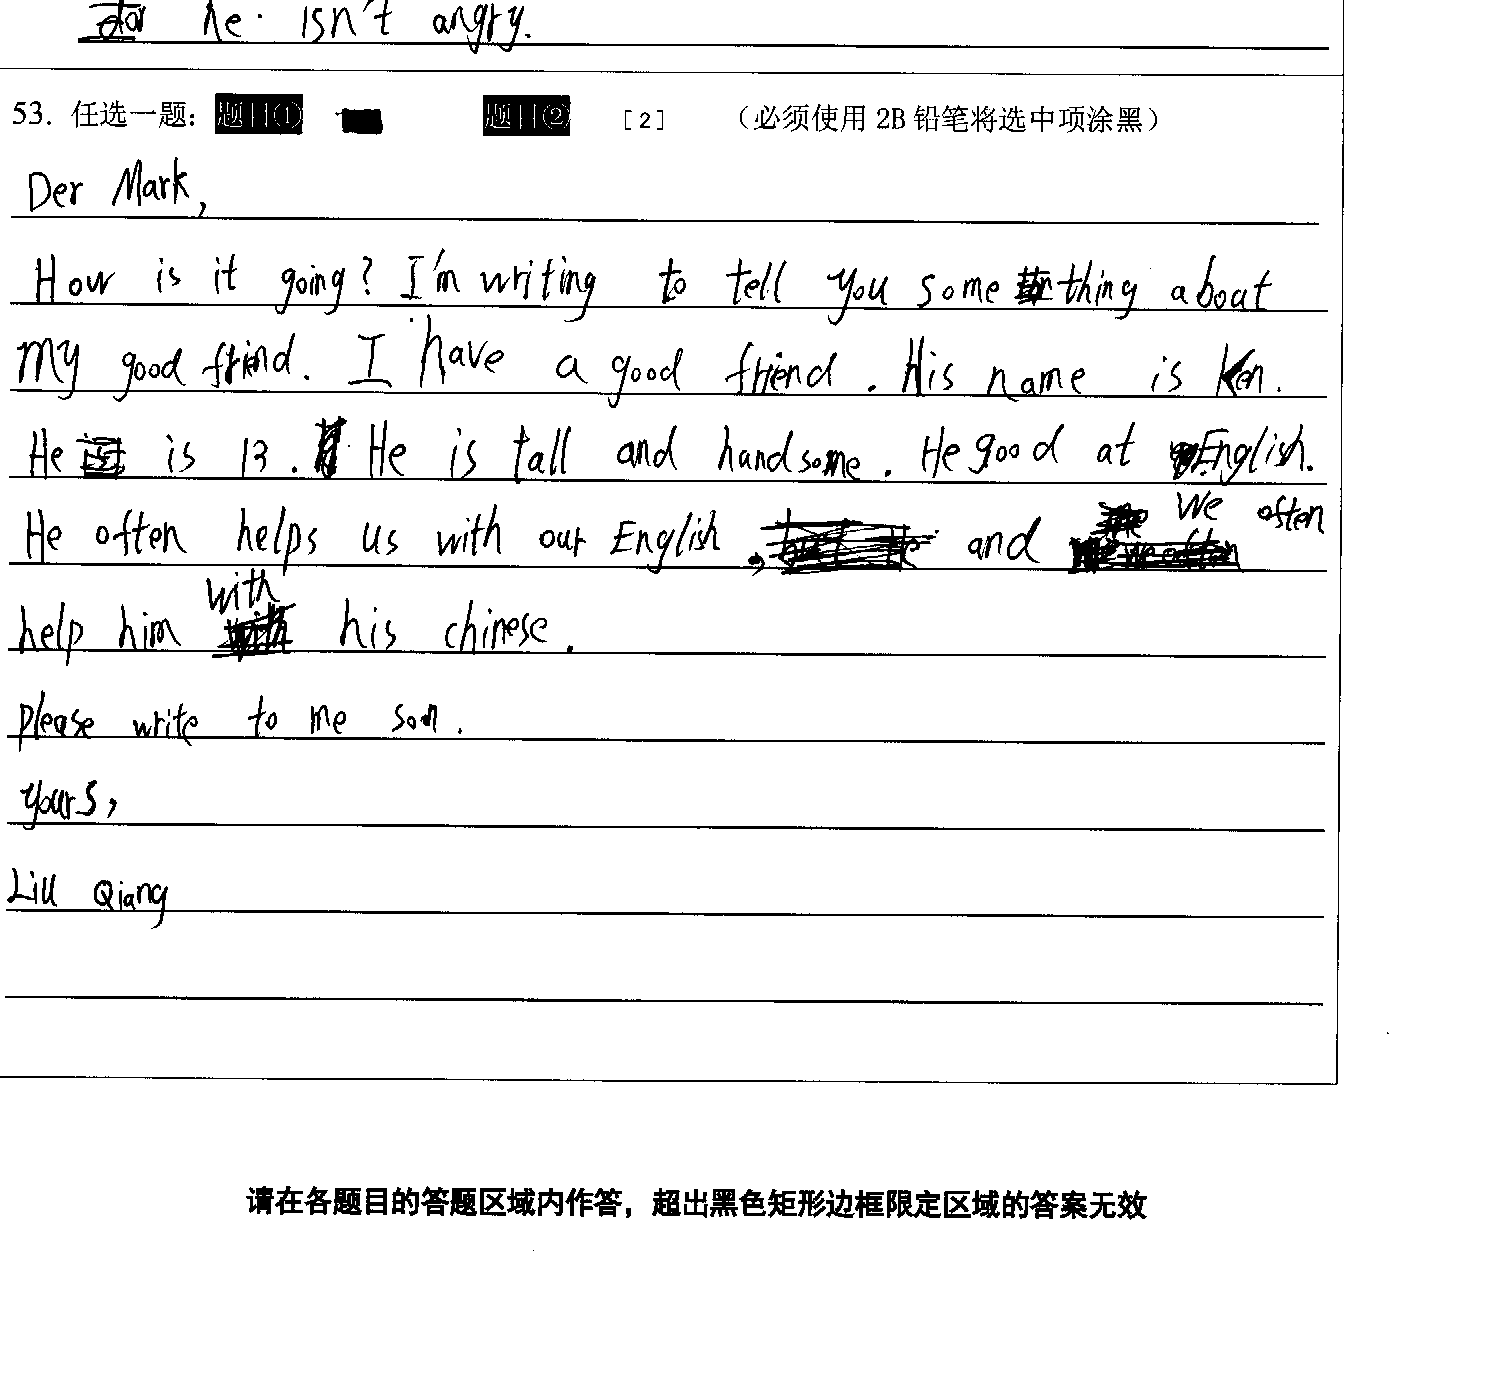 he. isn't angry.
53. 任选一题: 题目① 题目② [2] (必须使用 2B 铅笔将选中项涂黑)
Der Mark,
How is it going? I'm writing to tell you some thing about
my good frind. I have a good friend. His name is Ken.
He is 13. He is tall and handsome. He good at English.
He often helps us with our English, and We often
help him with his chinese.
please write to me soon.
yours,
Liu Qiang
请在各题目的答题区域内作答，超出黑色矩形边框限定区域的答案无效